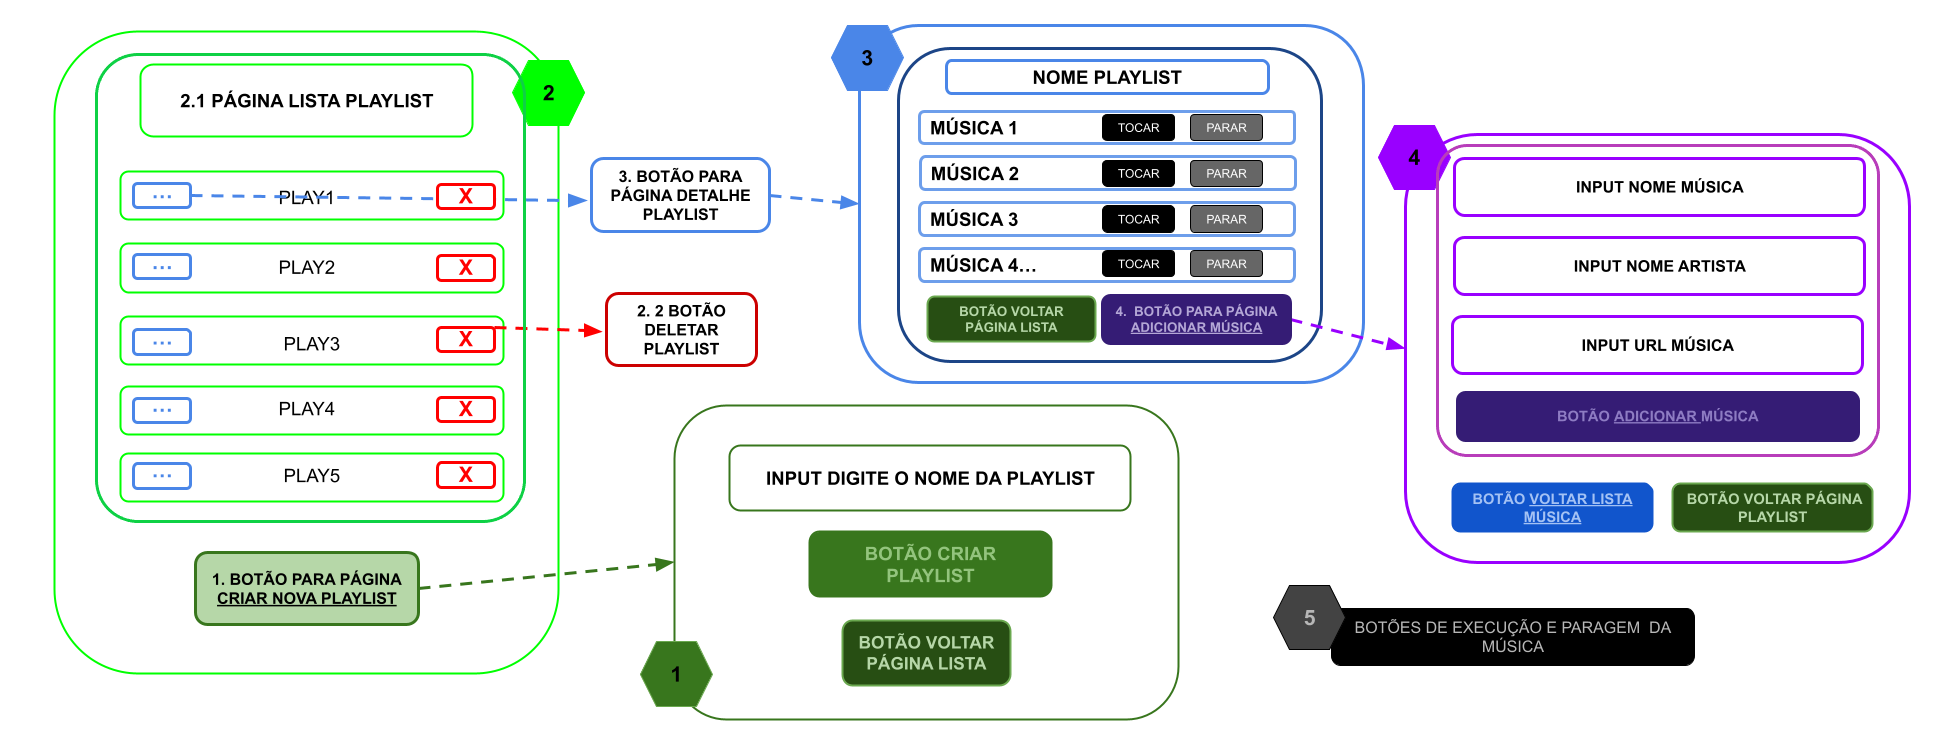 2
2.1 PÁGINA LISTA PLAYLIST
... PLAY1 X
... PLAY2 X
... PLAY3 X
... PLAY4 X
... PLAY5 X
1. BOTÃO PARA PÁGINA
CRIAR NOVA PLAYLIST
3. BOTÃO PARA
PÁGINA DETALHE
PLAYLIST
2. 2 BOTÃO
DELETAR
PLAYLIST
3
NOME PLAYLIST
MÚSICA 1 TOCAR PARAR
MÚSICA 2 TOCAR PARAR
MÚSICA 3 TOCAR PARAR
MÚSICA 4... TOCAR PARAR
BOTÃO VOLTAR
PÁGINA LISTA
4. BOTÃO PARA PÁGINA
ADICIONAR MÚSICA
INPUT DIGITE O NOME DA PLAYLIST
BOTÃO CRIAR
PLAYLIST
BOTÃO VOLTAR
PÁGINA LISTA
1
4
INPUT NOME MÚSICA
INPUT NOME ARTISTA
INPUT URL MÚSICA
BOTÃO ADICIONAR MÚSICA
BOTÃO VOLTAR LISTA
MÚSICA
BOTÃO VOLTAR PÁGINA
PLAYLIST
5
BOTÕES DE EXECUÇÃO E PARAGEM DA
MÚSICA